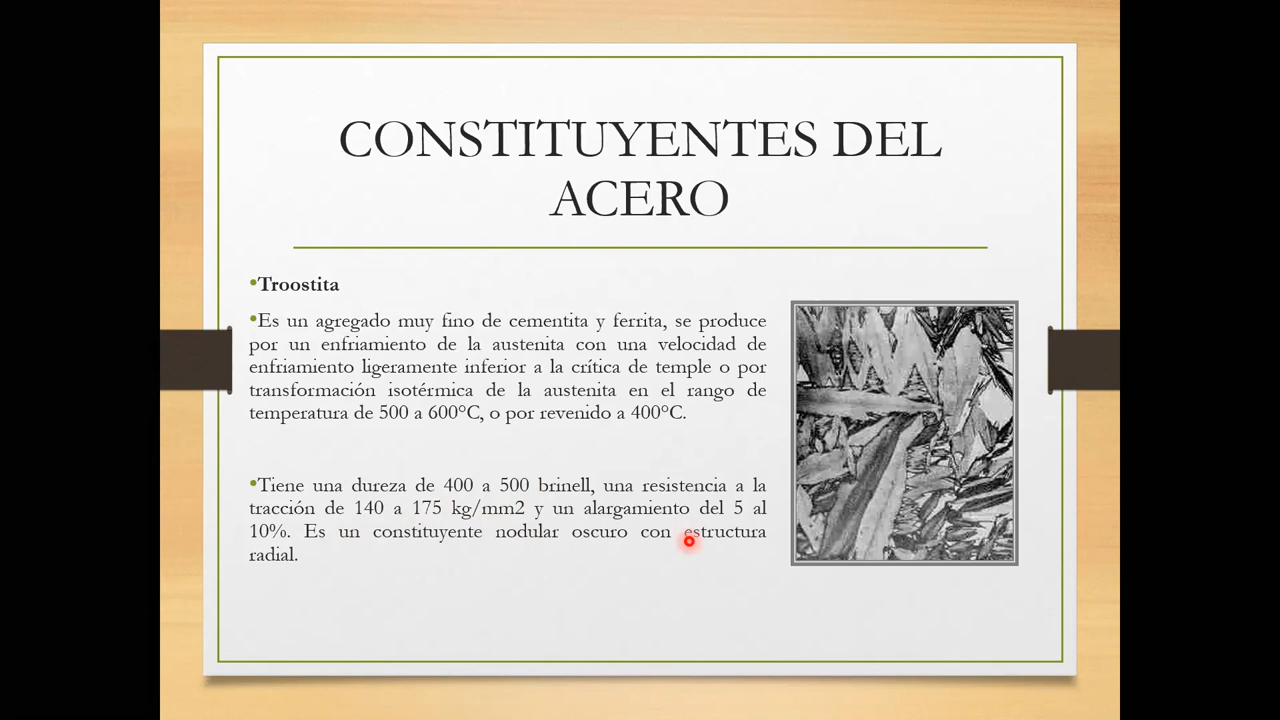 CONSTITUYENTES DEL
ACERO
•Troostita
•Es un agregado muy fino de cementita y ferrita, se produce
por un enfriamiento de la austenita con una velocidad de
enfriamiento ligeramente inferior a la crítica de temple o por
transformación isotérmica de la austenita en el rango de
temperatura de 500 a 600°C, o por revenido a 400°C.
•Tiene una dureza de 400 a 500 brinell, una resistencia a la
tracción de 140 a 175 kg/mm2 y un alargamiento del 5 al
10%. Es un constituyente nodular oscuro con estructura
radial.